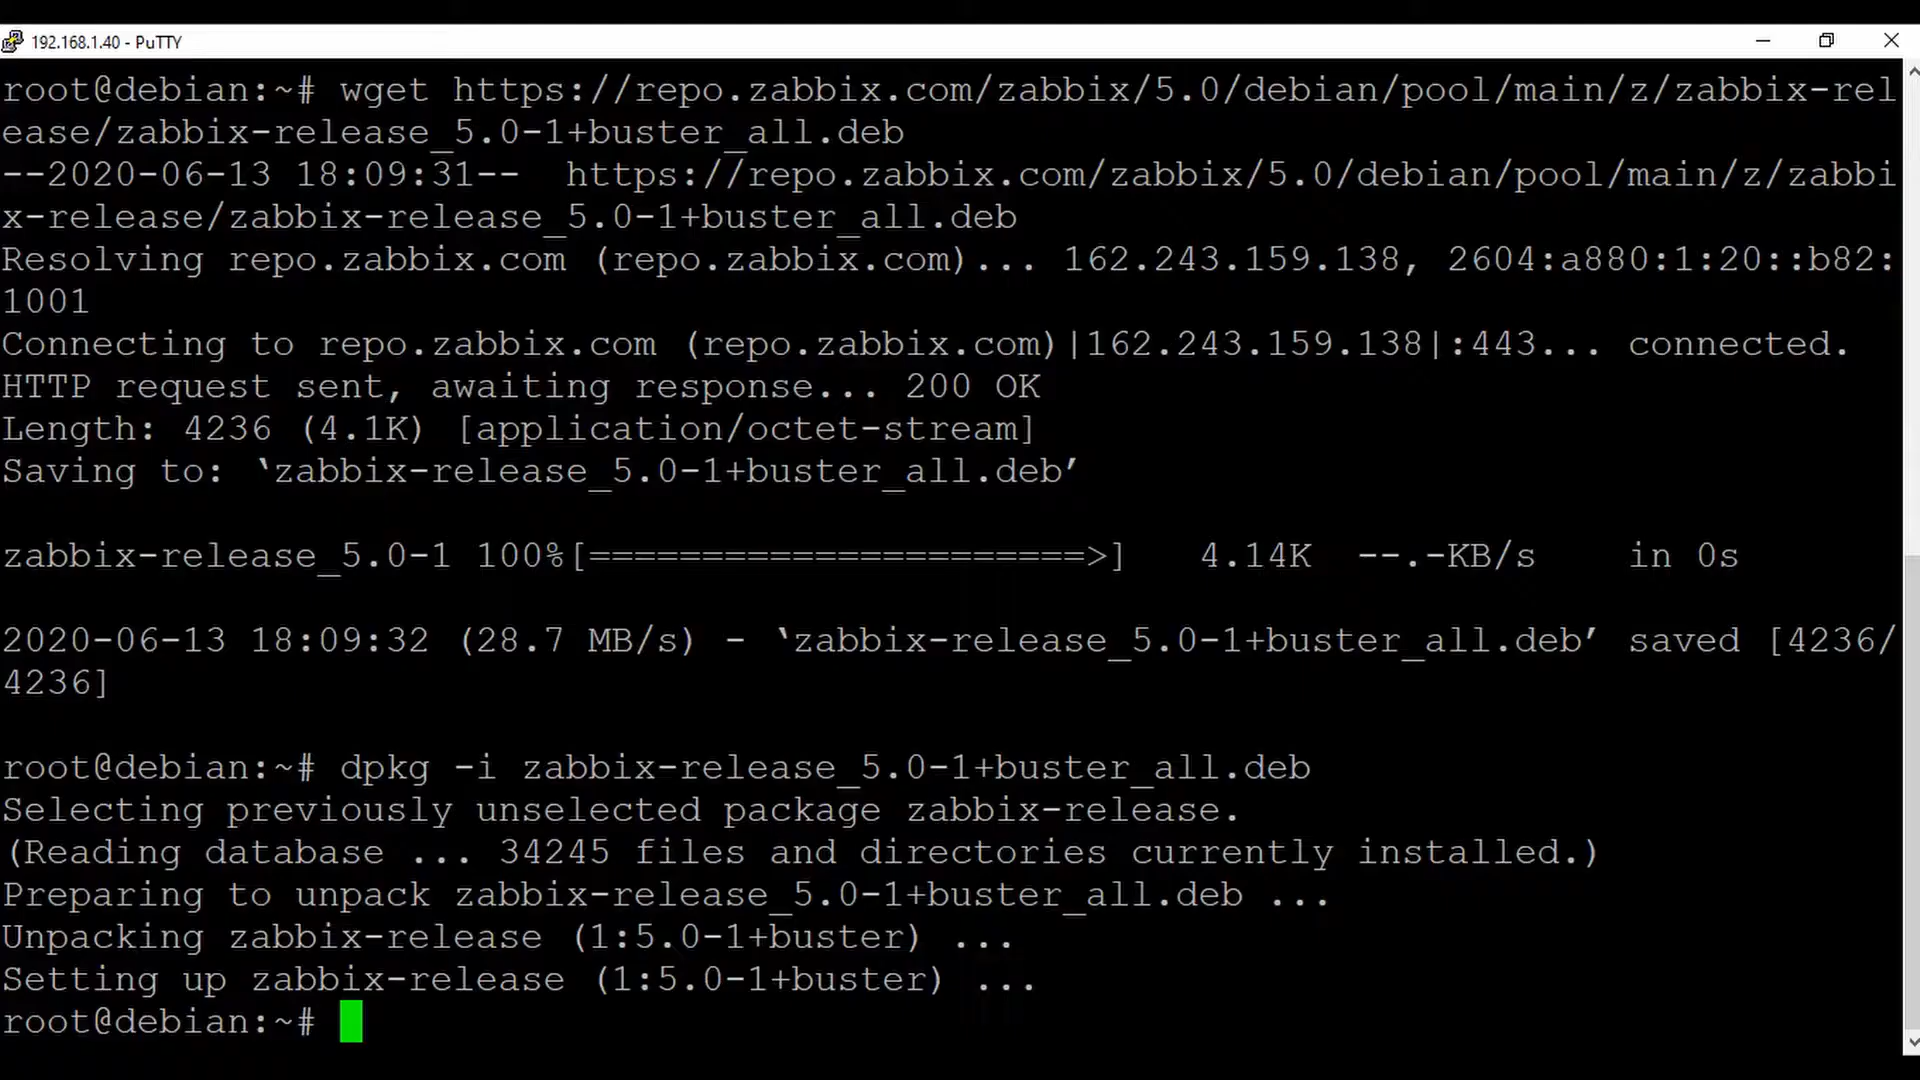 192.168.1.40 - PuTTY
root@debian:~# wget https://repo.zabbix.com/zabbix/5.0/debian/pool/main/z/zabbix-rel
ease/zabbix-release_5.0-1+buster_all.deb
--2020-06-13 18:09:31--  https://repo.zabbix.com/zabbix/5.0/debian/pool/main/z/zabbi
x-release/zabbix-release_5.0-1+buster_all.deb
Resolving repo.zabbix.com (repo.zabbix.com)... 162.243.159.138, 2604:a880:1:20::b82:
1001
Connecting to repo.zabbix.com (repo.zabbix.com)|162.243.159.138|:443... connected.
HTTP request sent, awaiting response... 200 OK
Length: 4236 (4.1K) [application/octet-stream]
Saving to: ‘zabbix-release_5.0-1+buster_all.deb’
zabbix-release_5.0-1 100%[======================>]   4.14K  --.-KB/s    in 0s
2020-06-13 18:09:32 (28.7 MB/s) - ‘zabbix-release_5.0-1+buster_all.deb’ saved [4236/
4236]
root@debian:~# dpkg -i zabbix-release_5.0-1+buster_all.deb
Selecting previously unselected package zabbix-release.
(Reading database ... 34245 files and directories currently installed.)
Preparing to unpack zabbix-release_5.0-1+buster_all.deb ...
Unpacking zabbix-release (1:5.0-1+buster) ...
Setting up zabbix-release (1:5.0-1+buster) ...
root@debian:~#